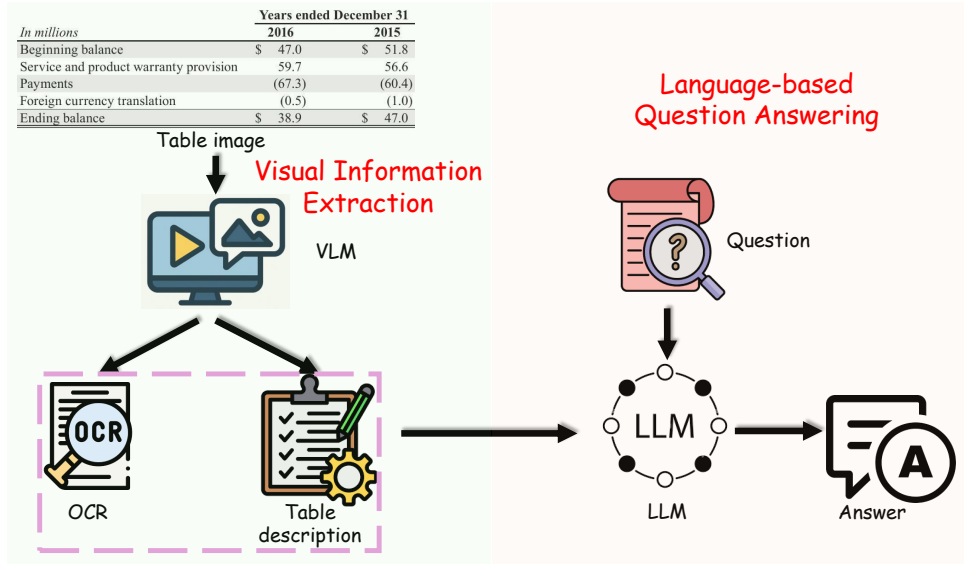 Years ended December 31
In millions 2016 2015
Beginning balance $ 47.0 $ 51.8
Service and product warranty provision 59.7 56.6
Payments (67.3) (60.4)
Foreign currency translation (0.5) (1.0)
Ending balance $ 38.9 $ 47.0
Table image
Visual Information
Extraction
VLM
OCR
OCR
Table
description
Language-based
Question Answering
?
Question
LLM
LLM
A
Answer